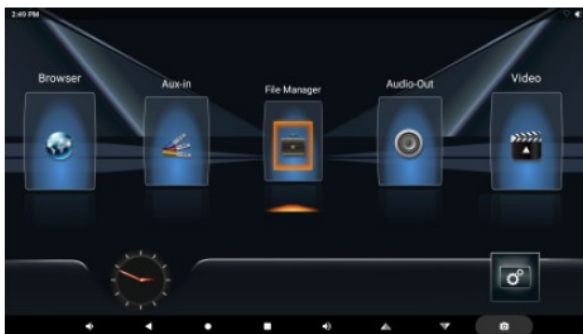 2:49 PM
Browser
Aux-in
File Manager
Audio-Out
Video